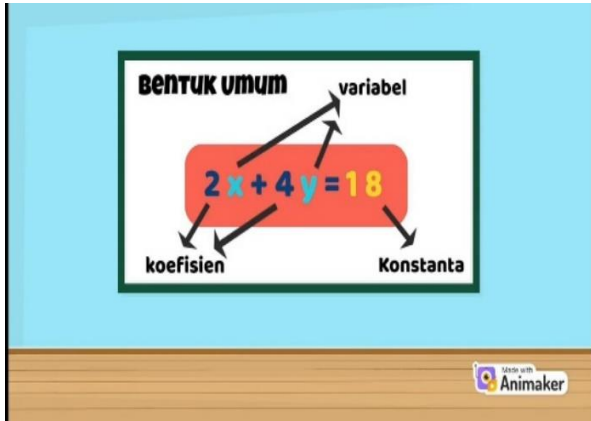 BENTUK UMUM
variabel
2x + 4y = 18
koefisien
Konstanta
Made with
Animaker